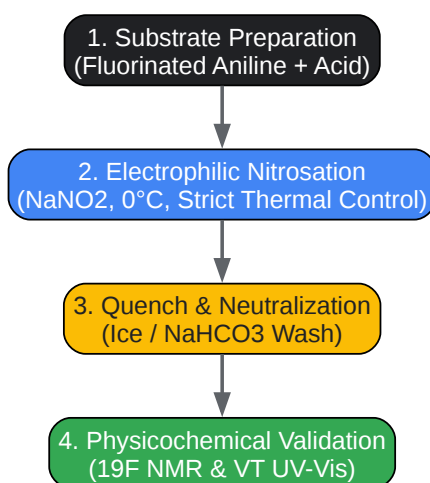 1. Substrate Preparation
(Fluorinated Aniline + Acid)
2. Electrophilic Nitrosation
(NaNO2, 0°C, Strict Thermal Control)
3. Quench & Neutralization
(Ice / NaHCO3 Wash)
4. Physicochemical Validation
(19F NMR & VT UV-Vis)